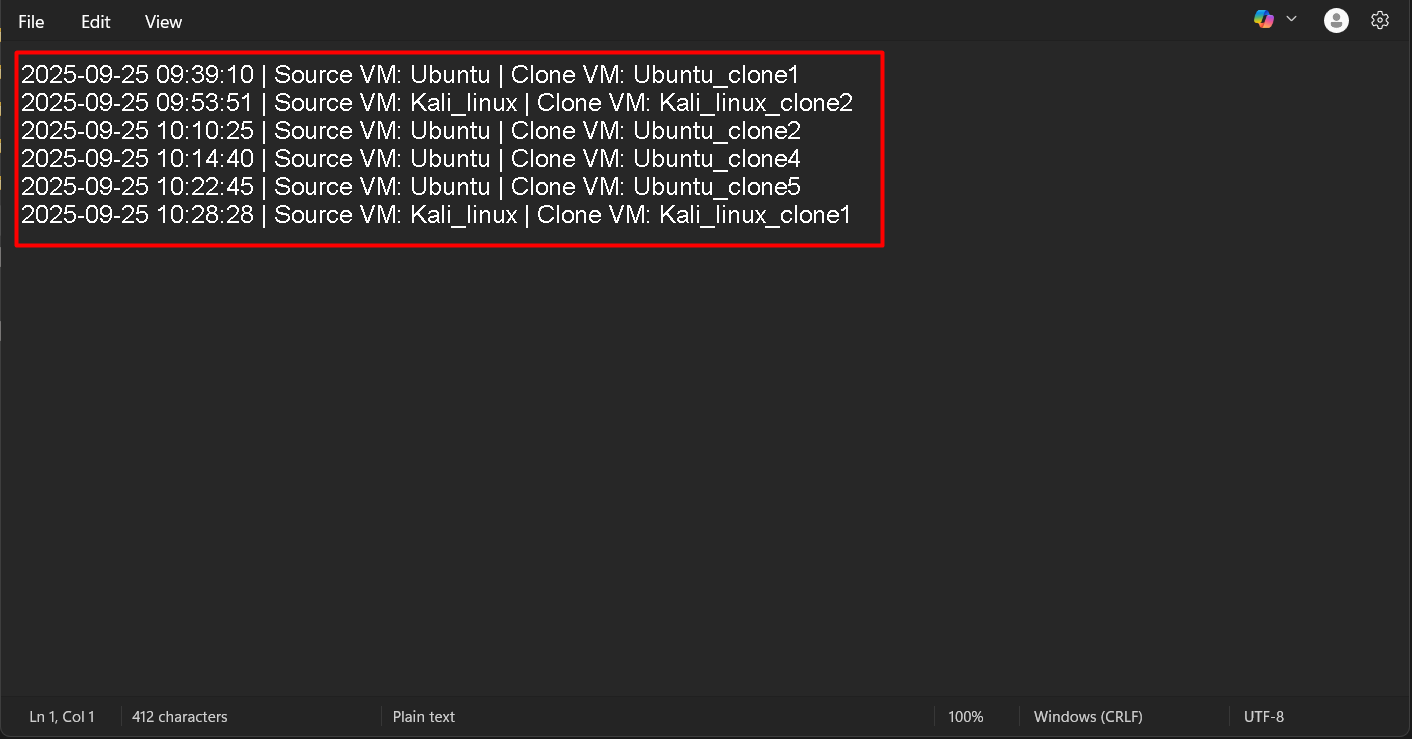 File Edit View
2025-09-25 09:39:10 | Source VM: Ubuntu | Clone VM: Ubuntu_clone1
2025-09-25 09:53:51 | Source VM: Kali_linux | Clone VM: Kali_linux_clone2
2025-09-25 10:10:25 | Source VM: Ubuntu | Clone VM: Ubuntu_clone2
2025-09-25 10:14:40 | Source VM: Ubuntu | Clone VM: Ubuntu_clone4
2025-09-25 10:22:45 | Source VM: Ubuntu | Clone VM: Ubuntu_clone5
2025-09-25 10:28:28 | Source VM: Kali_linux | Clone VM: Kali_linux_clone1
Ln 1, Col 1 412 characters Plain text 100% Windows (CRLF) UTF-8